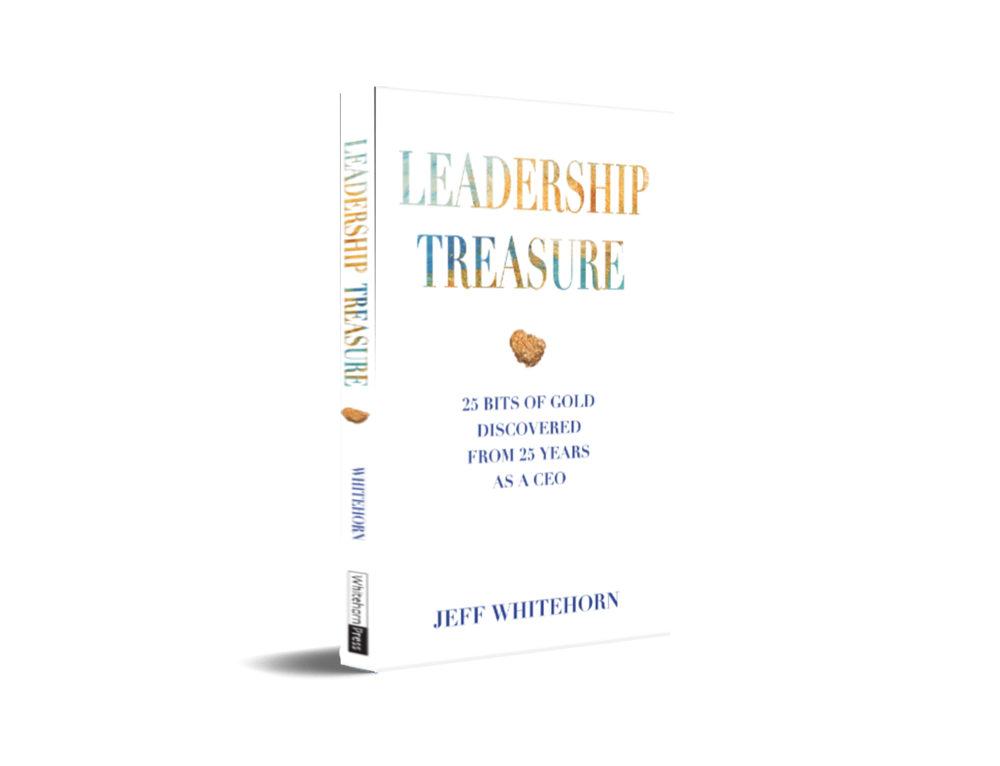 LEADERSHIP
TREASURE
25 BITS OF GOLD
DISCOVERED
FROM 25 YEARS
AS A CEO
JEFF WHITEHORN
LEADERSHIP TREASURE
WHITEHORN
Whitehorn Press